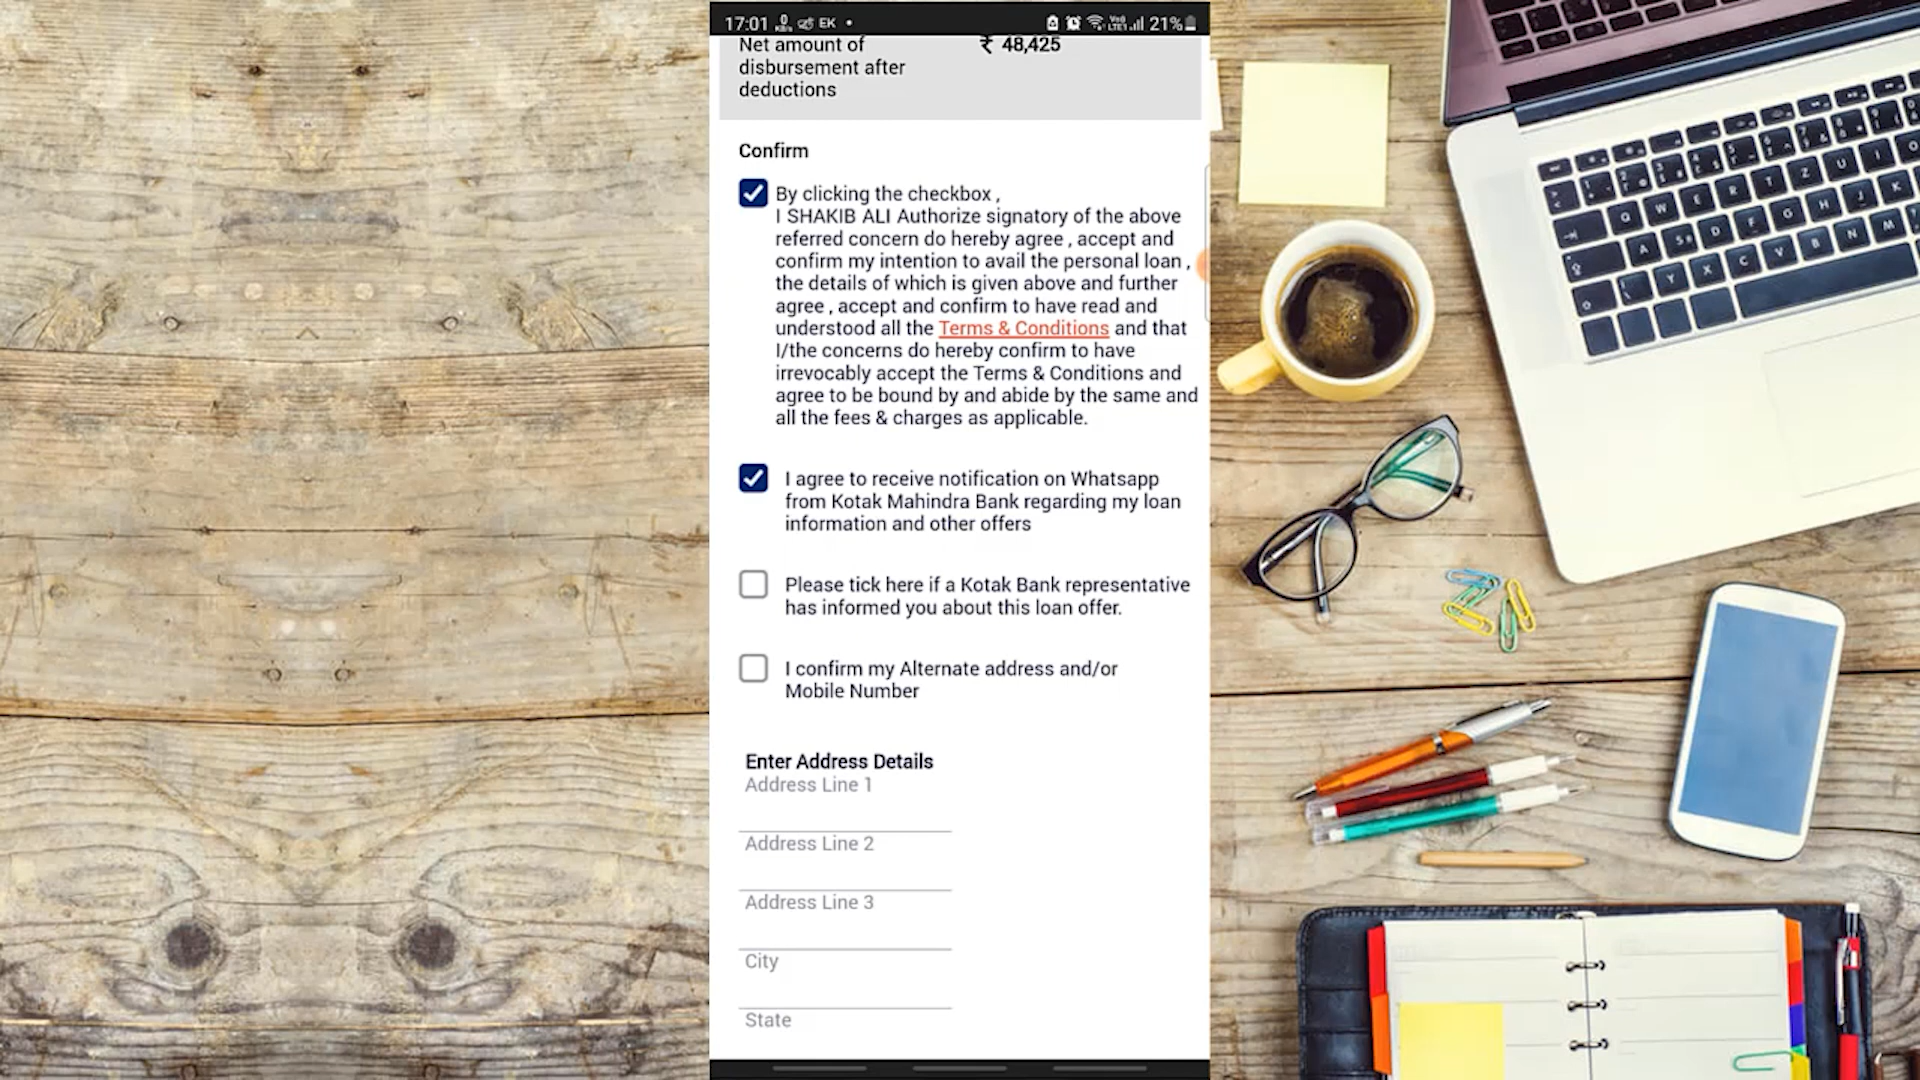 17:01 0 KB/s EK 21%
Net amount of ₹ 48,425
disbursement after
deductions
Confirm
By clicking the checkbox ,
I SHAKIB ALI Authorize signatory of the above
referred concern do hereby agree , accept and
confirm my intention to avail the personal loan ,
the details of which is given above and further
agree , accept and confirm to have read and
understood all the Terms & Conditions and that
I/the concerns do hereby confirm to have
irrevocably accept the Terms & Conditions and
agree to be bound by and abide by the same and
all the fees & charges as applicable.
I agree to receive notification on Whatsapp
from Kotak Mahindra Bank regarding my loan
information and other offers
Please tick here if a Kotak Bank representative
has informed you about this loan offer.
I confirm my Alternate address and/or
Mobile Number
Enter Address Details
Address Line 1
Address Line 2
Address Line 3
City
State